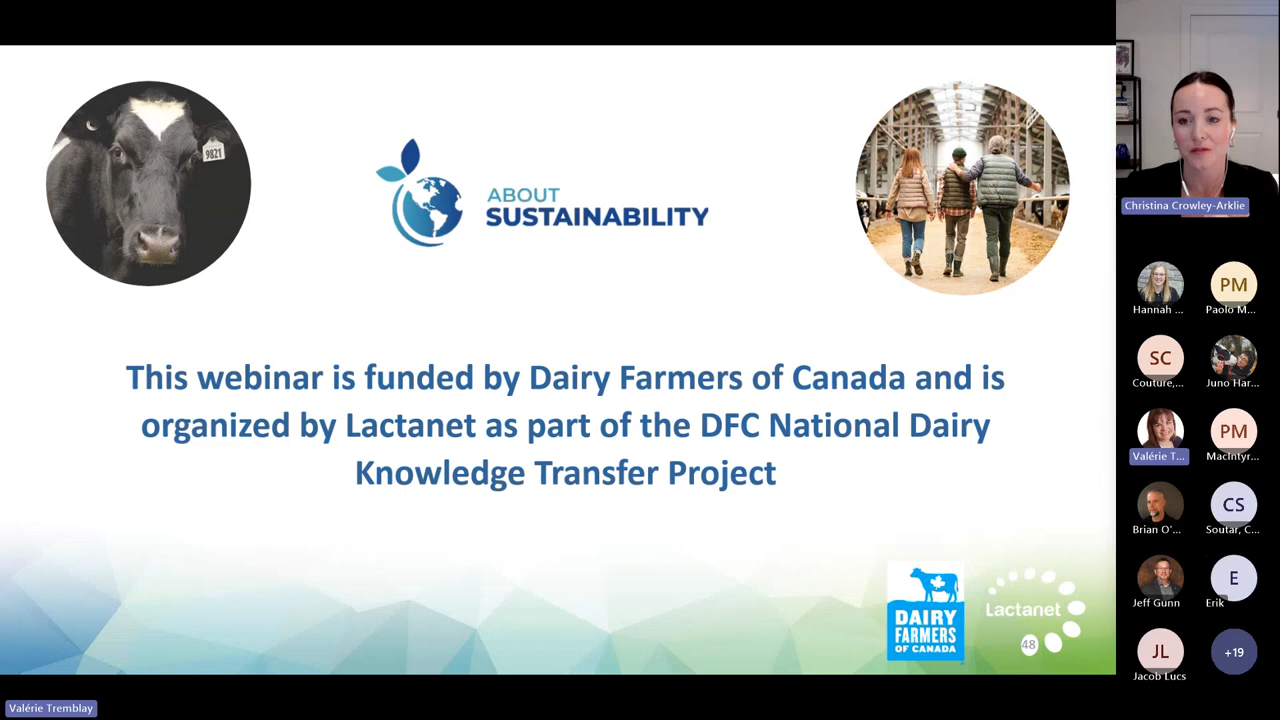 9821
ABOUT
SUSTAINABILITY
This webinar is funded by Dairy Farmers of Canada and is
organized by Lactanet as part of the DFC National Dairy
Knowledge Transfer Project
DAIRY
FARMERS
OF CANADA
Lactanet
48
Valérie Tremblay
Christina Crowley-Arklie
Hannah ...
PM
Paolo M...
SC
Couture,...
Juno Har...
Valérie T...
PM
MacIntyr...
Brian O'...
CS
Soutar, C...
Jeff Gunn
E
Erik
JL
Jacob Lucs
+19